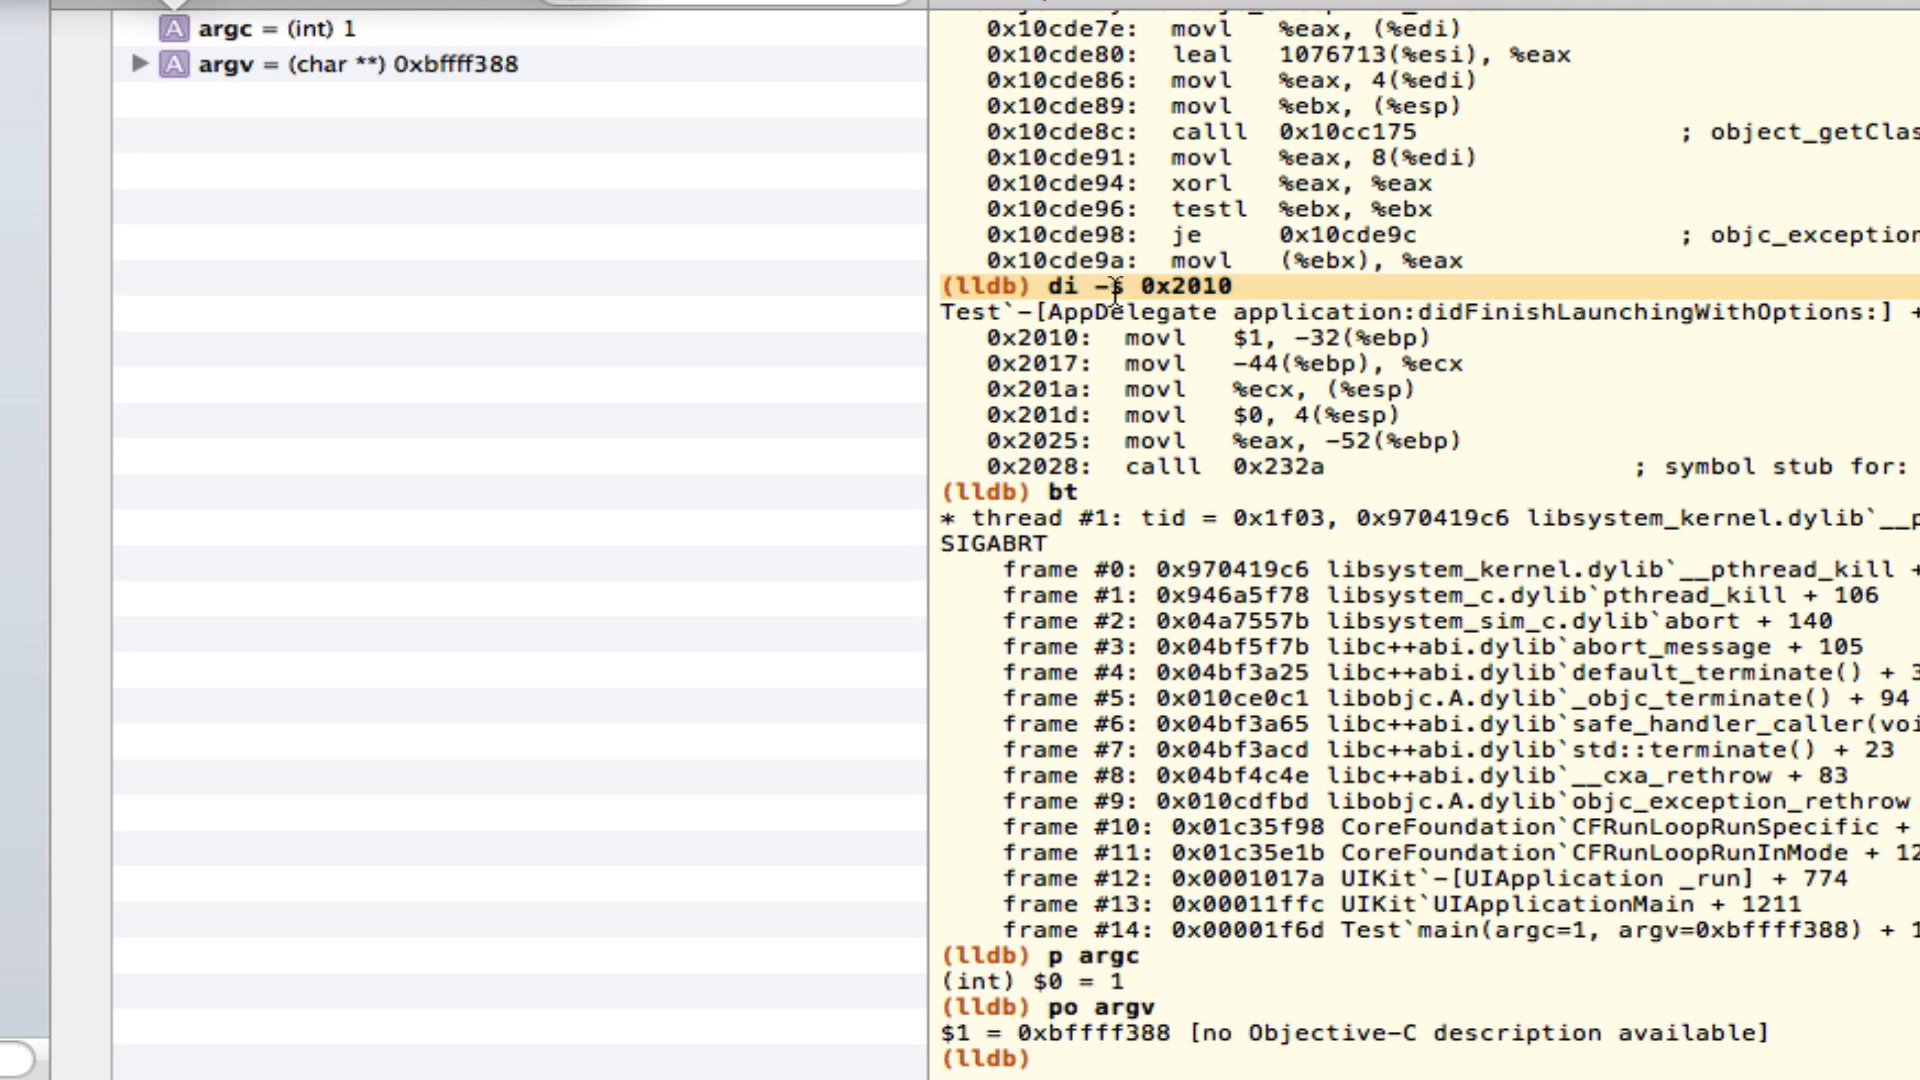 argc = (int) 1
argv = (char **) 0xbffff388
0x10cde7e: movl %eax, (%edi)
0x10cde80: leal 1076713(%esi), %eax
0x10cde86: movl %eax, 4(%edi)
0x10cde89: movl %ebx, (%esp)
0x10cde8c: calll 0x10cc175 ; object_getClas
0x10cde91: movl %eax, 8(%edi)
0x10cde94: xorl %eax, %eax
0x10cde96: testl %ebx, %ebx
0x10cde98: je 0x10cde9c ; objc_exception
0x10cde9a: movl (%ebx), %eax
(lldb) di -s 0x2010
Test`-[AppDelegate application:didFinishLaunchingWithOptions:] +
0x2010: movl $1, -32(%ebp)
0x2017: movl -44(%ebp), %ecx
0x201a: movl %ecx, (%esp)
0x201d: movl $0, 4(%esp)
0x2025: movl %eax, -52(%ebp)
0x2028: calll 0x232a ; symbol stub for:
(lldb) bt
* thread #1: tid = 0x1f03, 0x970419c6 libsystem_kernel.dylib`__p
SIGABRT
frame #0: 0x970419c6 libsystem_kernel.dylib`__pthread_kill +
frame #1: 0x946a5f78 libsystem_c.dylib`pthread_kill + 106
frame #2: 0x04a7557b libsystem_sim_c.dylib`abort + 140
frame #3: 0x04bf5f7b libc++abi.dylib`abort_message + 105
frame #4: 0x04bf3a25 libc++abi.dylib`default_terminate() + 3
frame #5: 0x010ce0c1 libobjc.A.dylib`_objc_terminate() + 94
frame #6: 0x04bf3a65 libc++abi.dylib`safe_handler_caller(voi
frame #7: 0x04bf3acd libc++abi.dylib`std::terminate() + 23
frame #8: 0x04bf4c4e libc++abi.dylib`__cxa_rethrow + 83
frame #9: 0x010cdfbd libobjc.A.dylib`objc_exception_rethrow
frame #10: 0x01c35f98 CoreFoundation`CFRunLoopRunSpecific +
frame #11: 0x01c35e1b CoreFoundation`CFRunLoopRunInMode + 12
frame #12: 0x0001017a UIKit`-[UIApplication _run] + 774
frame #13: 0x00011ffc UIKit`UIApplicationMain + 1211
frame #14: 0x00001f6d Test`main(argc=1, argv=0xbffff388) + 1
(lldb) p argc
(int) $0 = 1
(lldb) po argv
$1 = 0xbffff388 [no Objective-C description available]
(lldb)